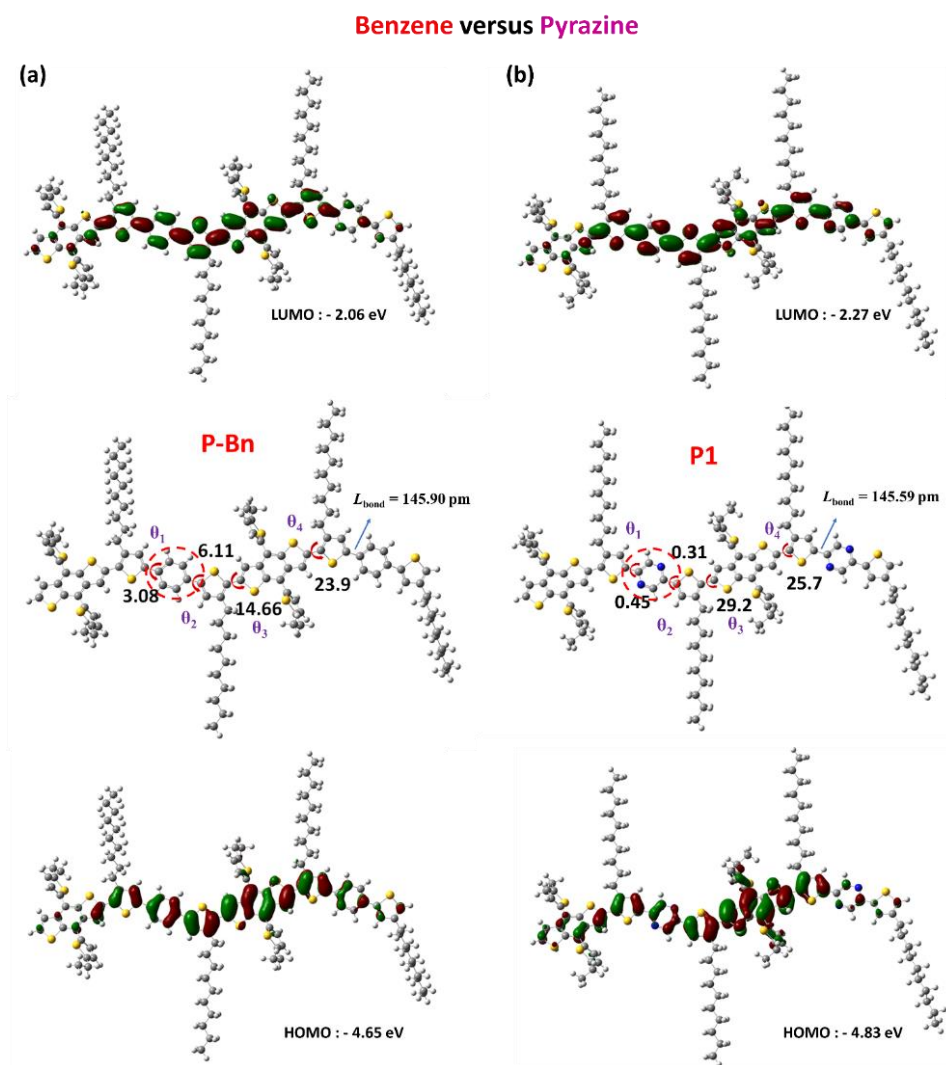 Benzene versus Pyrazine
(a)
(b)
LUMO : - 2.06 eV
LUMO : - 2.27 eV
P-Bn
P1
Lbond = 145.90 pm
Lbond = 145.59 pm
θ1
θ4
6.11
3.08
23.9
14.66
θ2
θ3
θ1
θ4
0.31
0.45
25.7
29.2
θ2
θ3
HOMO : - 4.65 eV
HOMO : - 4.83 eV